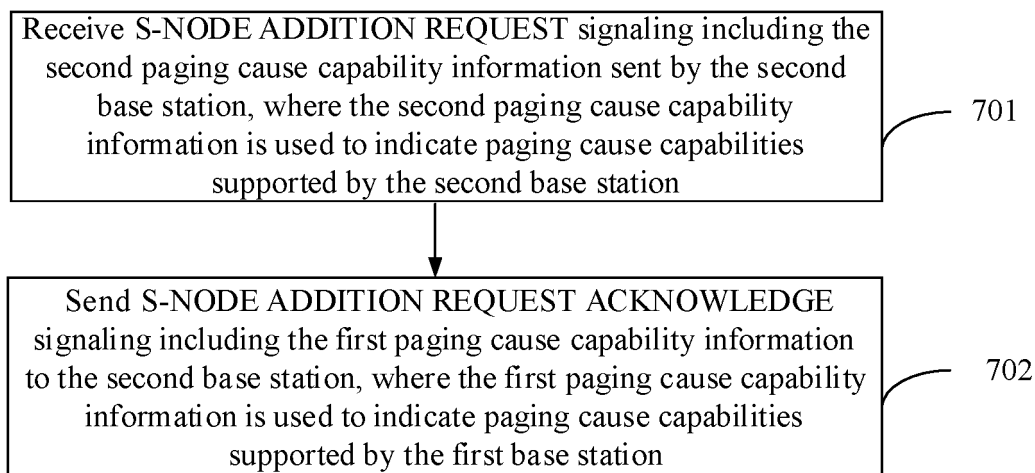 Receive S-NODE ADDITION REQUEST signaling including the
second paging cause capability information sent by the second
base station, where the second paging cause capability
information is used to indicate paging cause capabilities
supported by the second base station
701
Send S-NODE ADDITION REQUEST ACKNOWLEDGE
signaling including the first paging cause capability information
to the second base station, where the first paging cause capability
information is used to indicate paging cause capabilities
supported by the first base station
702